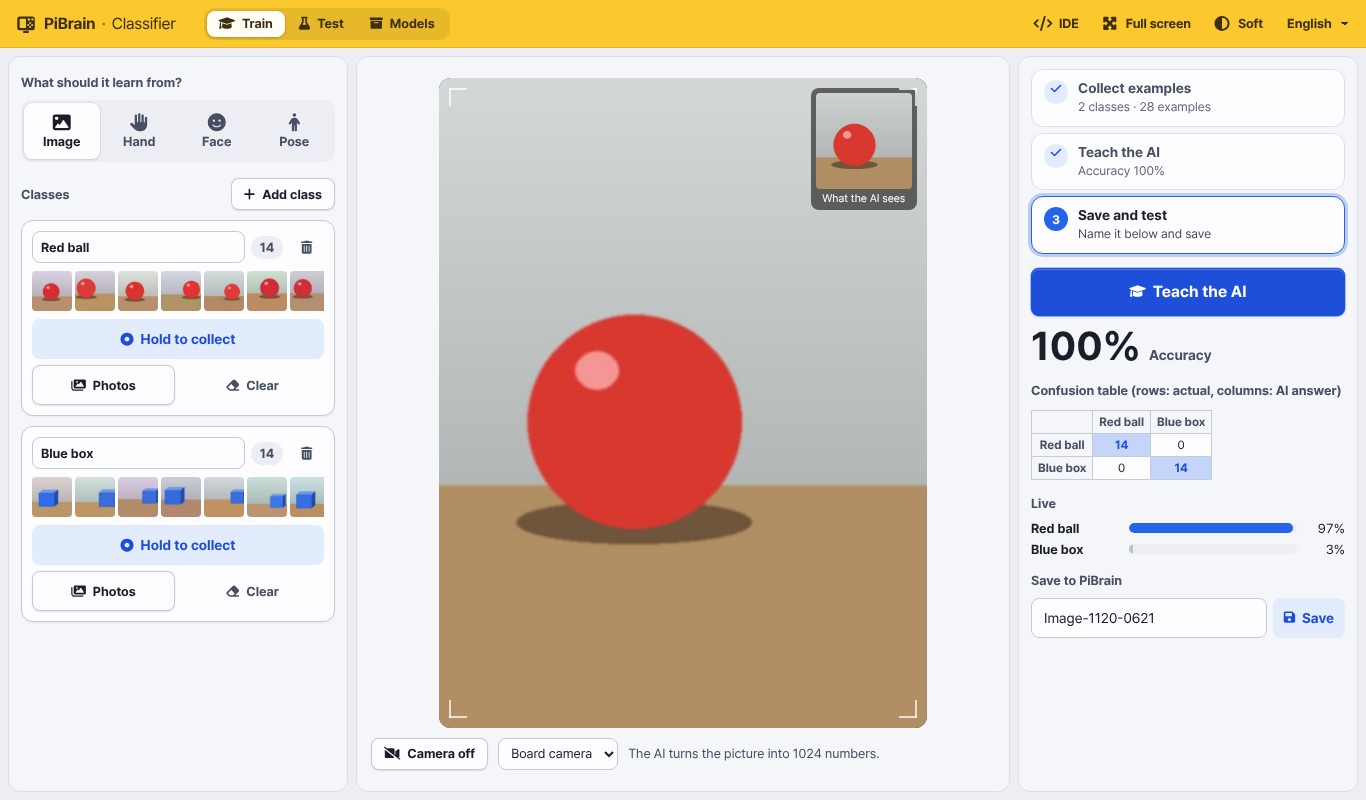 PiBrain · Classifier
Train
Test
Models
IDE
Full screen
Soft
English
What should it learn from?
Image
Hand
Face
Pose
Classes
+ Add class
Red ball
14
Hold to collect
Photos
Clear
Blue box
14
Hold to collect
Photos
Clear
What the AI sees
Camera off
Board camera
The AI turns the picture into 1024 numbers.
Collect examples
2 classes · 28 examples
Teach the AI
Accuracy 100%
3
Save and test
Name it below and save
Teach the AI
100% Accuracy
Confusion table (rows: actual, columns: AI answer)
Red ball Blue box
Red ball 14 0
Blue box 0 14
Live
Red ball 97%
Blue box 3%
Save to PiBrain
Image-1120-0621
Save